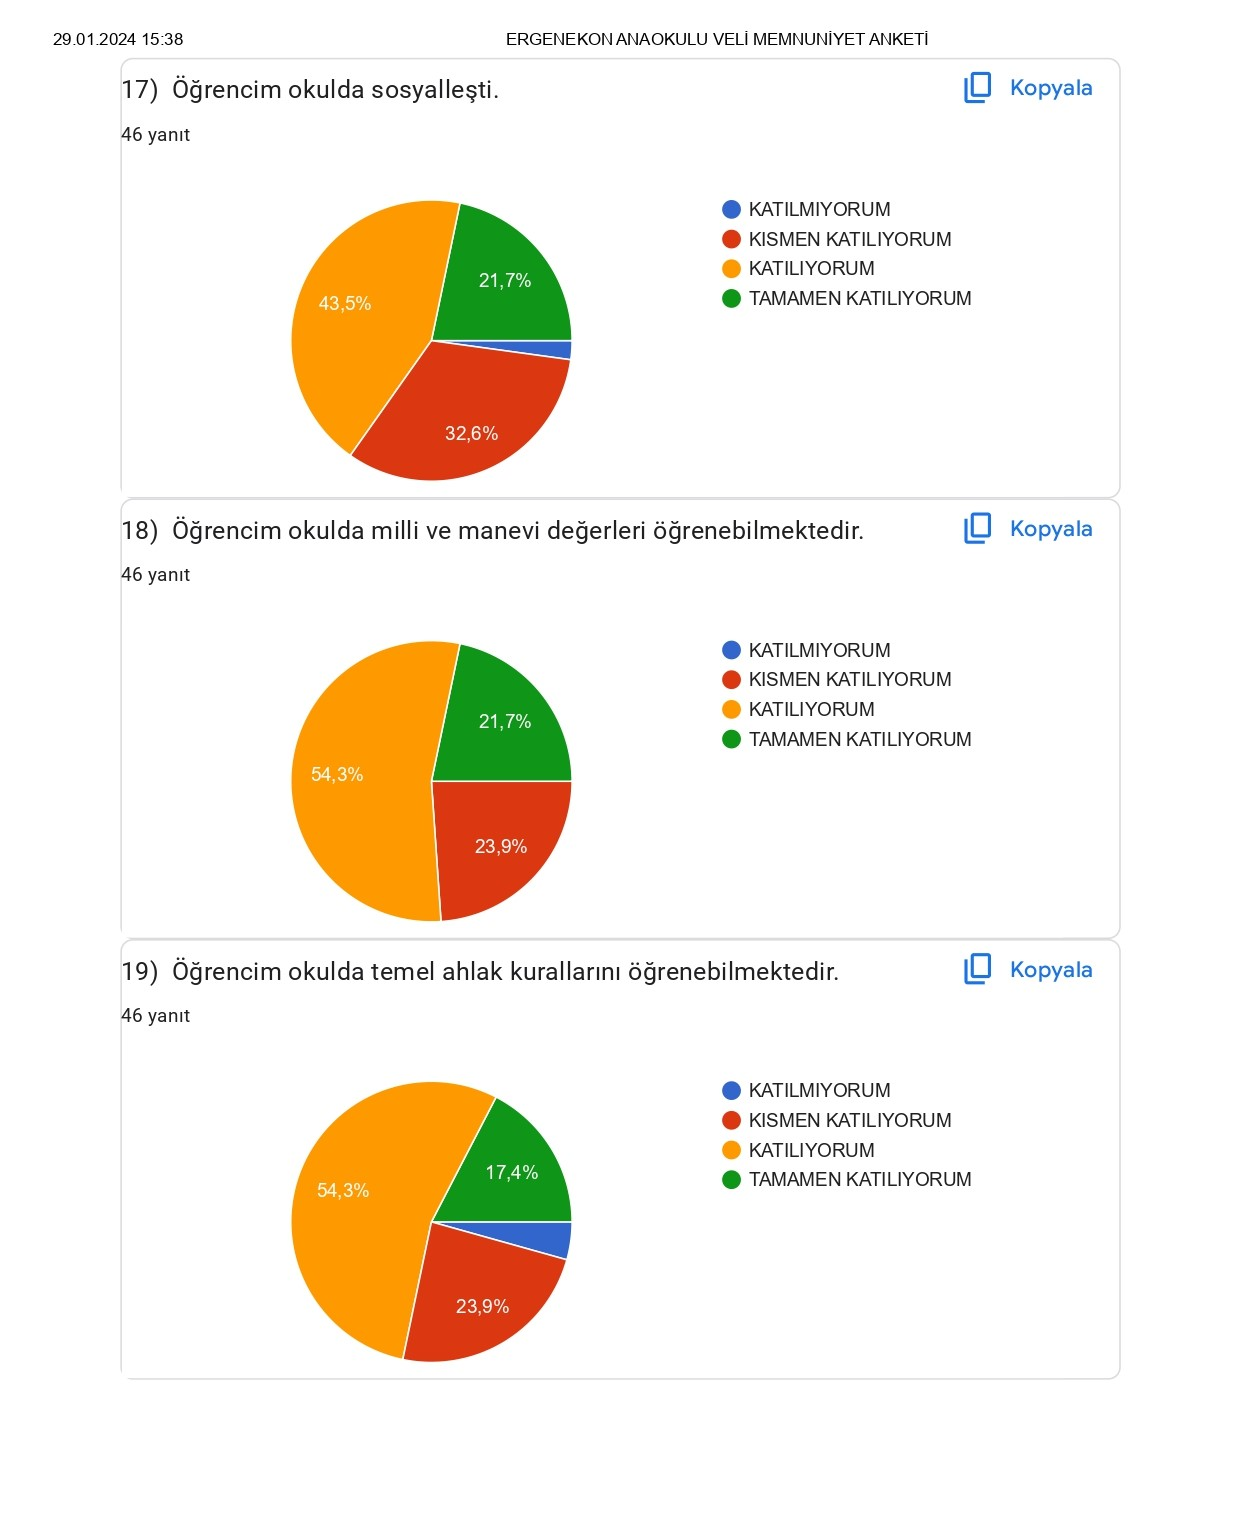 29.01.2024 15:38 ERGENEKON ANAOKULU VELİ MEMNUNİYET ANKETİ
17) Öğrencim okulda sosyalleşti.
Kopyala
46 yanıt
KATILMIYORUM
KISMEN KATILIYORUM
KATILIYORUM
TAMAMEN KATILIYORUM
21,7%
43,5%
32,6%
18) Öğrencim okulda milli ve manevi değerleri öğrenebilmektedir.
Kopyala
46 yanıt
KATILMIYORUM
KISMEN KATILIYORUM
KATILIYORUM
TAMAMEN KATILIYORUM
21,7%
54,3%
23,9%
19) Öğrencim okulda temel ahlak kurallarını öğrenebilmektedir.
Kopyala
46 yanıt
KATILMIYORUM
KISMEN KATILIYORUM
KATILIYORUM
TAMAMEN KATILIYORUM
17,4%
54,3%
23,9%